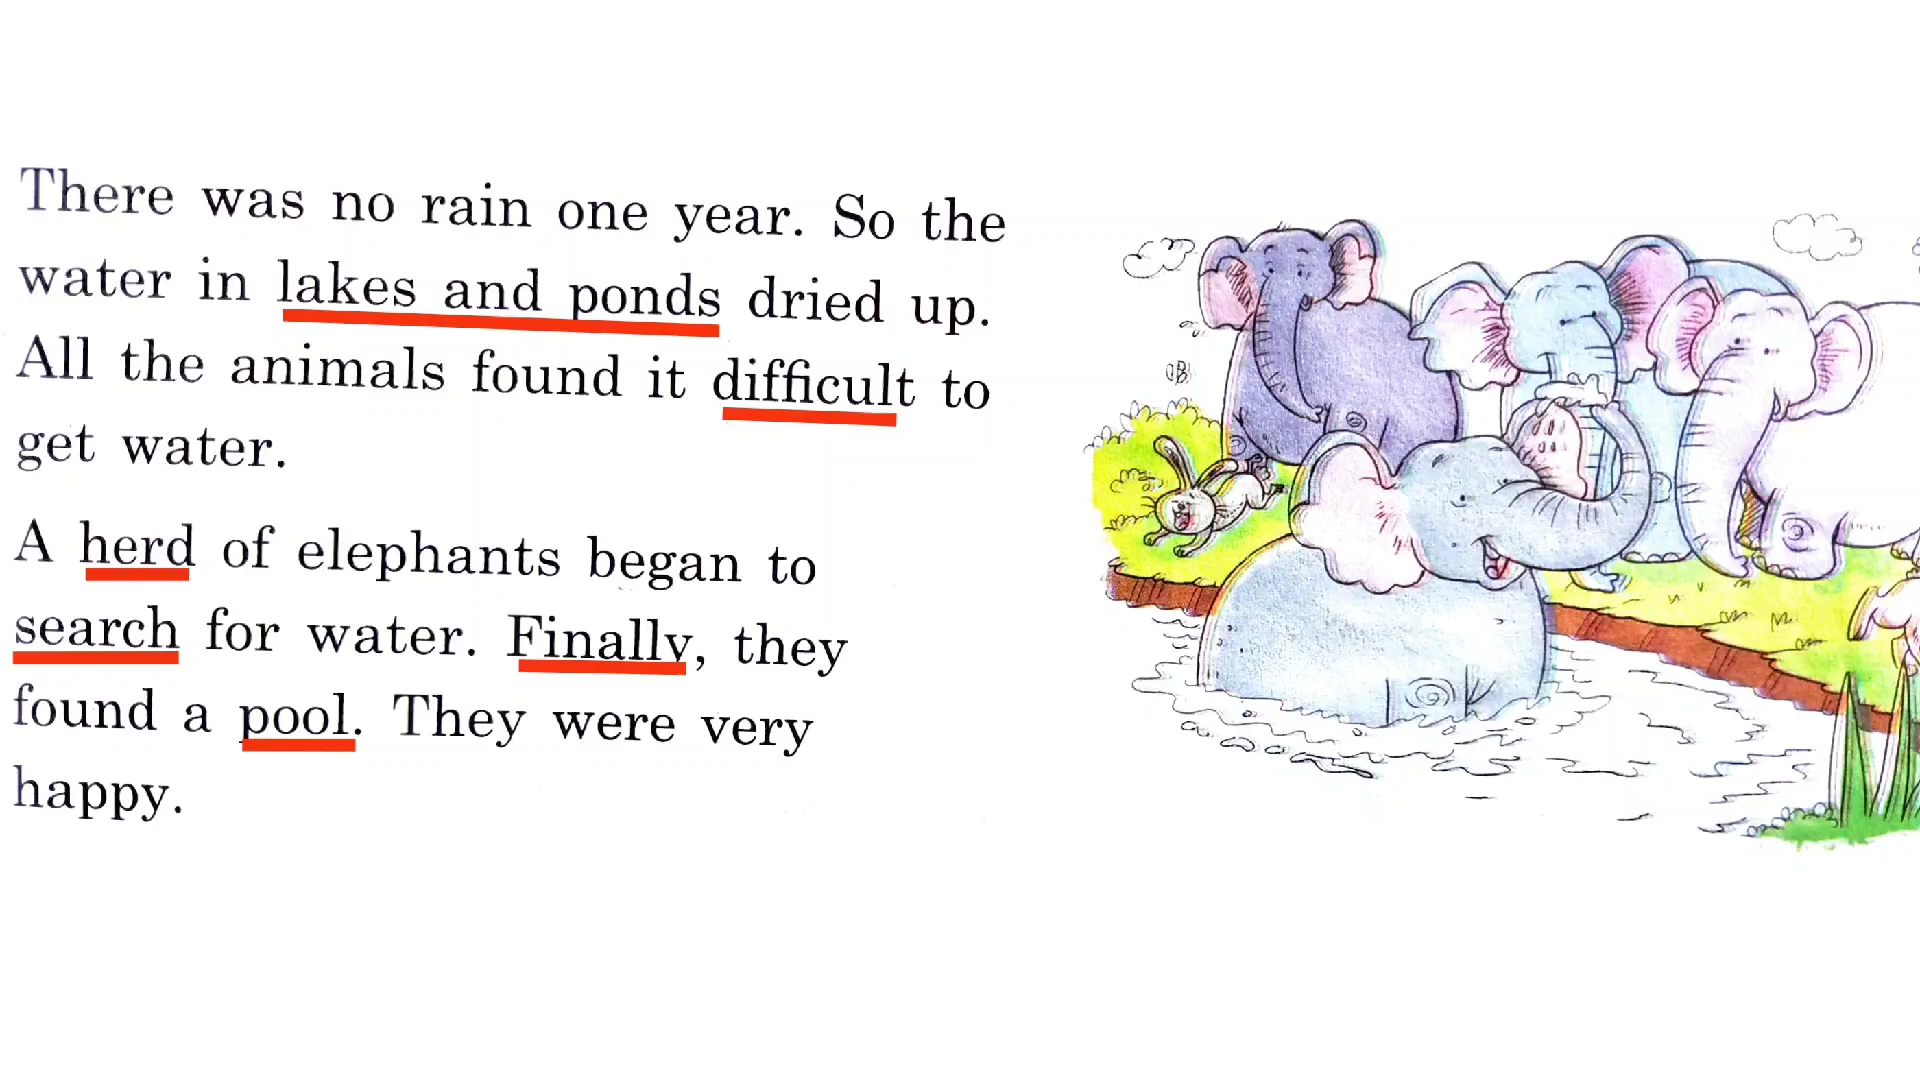 There was no rain one year. So the
water in lakes and ponds dried up.
All the animals found it difficult to
get water.
A herd of elephants began to
search for water. Finally, they
found a pool. They were very
happy.